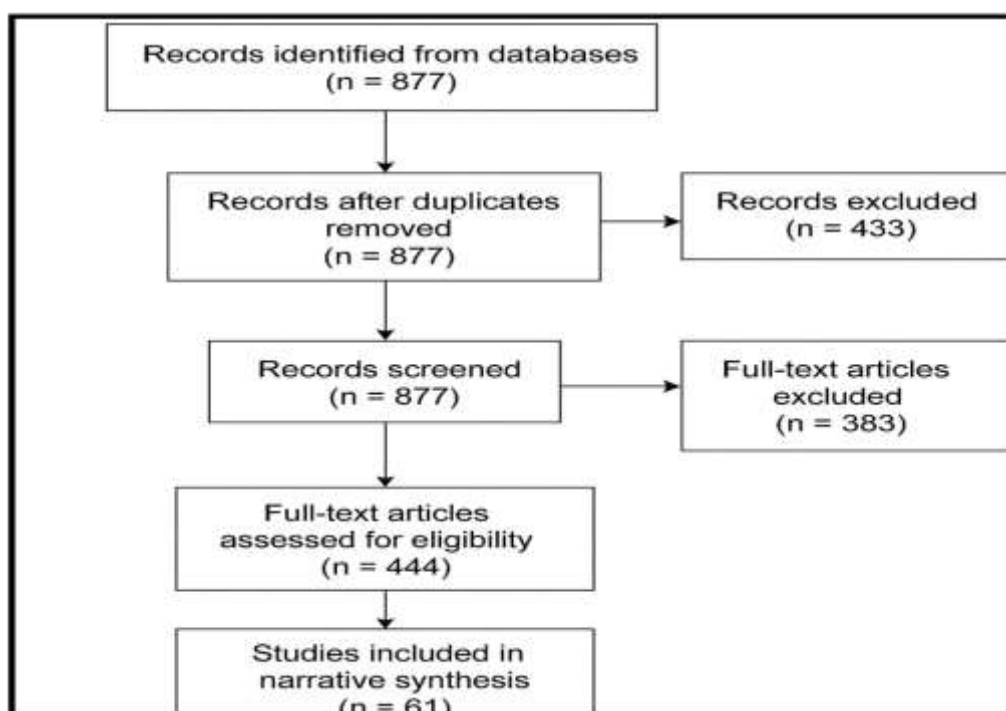 Records identified from databases
(n = 877)
Records after duplicates
removed
(n = 877)
Records excluded
(n = 433)
Records screened
(n = 877)
Full-text articles
excluded
(n = 383)
Full-text articles
assessed for eligibility
(n = 444)
Studies included in
narrative synthesis
(n = 61)